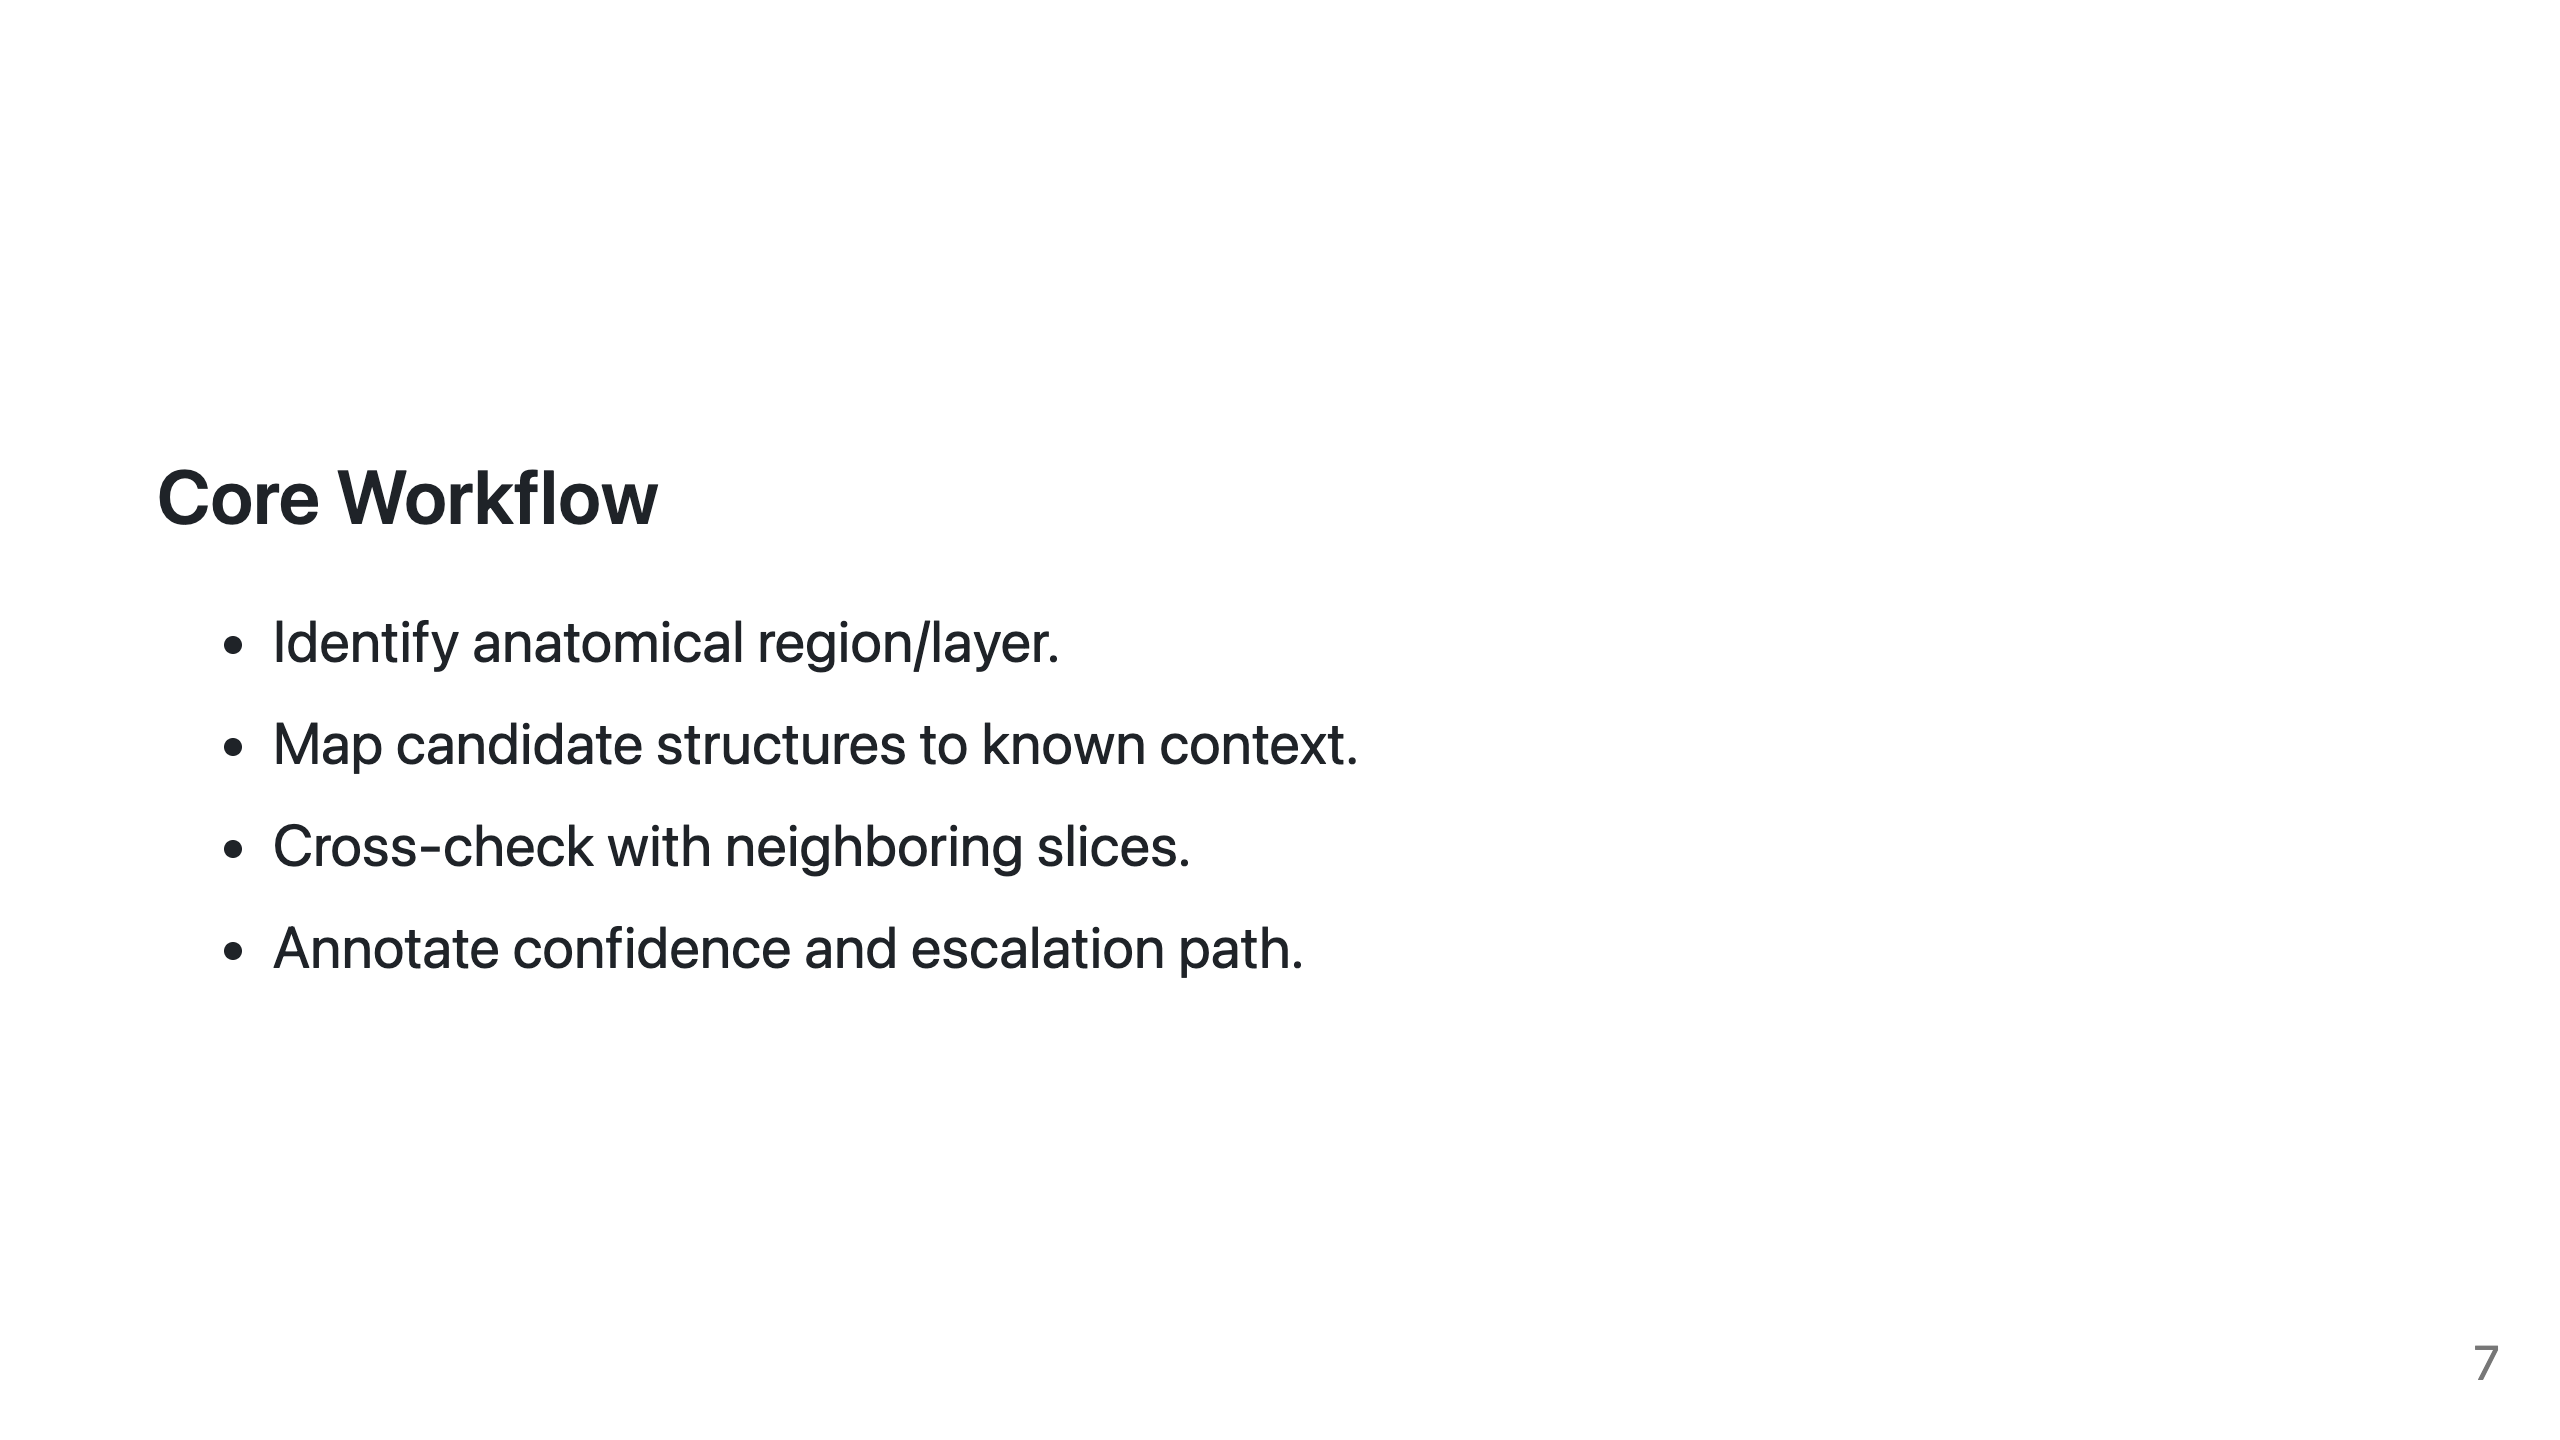 Core Workflow
• Identify anatomical region/layer.
• Map candidate structures to known context.
• Cross-check with neighboring slices.
• Annotate confidence and escalation path.
7